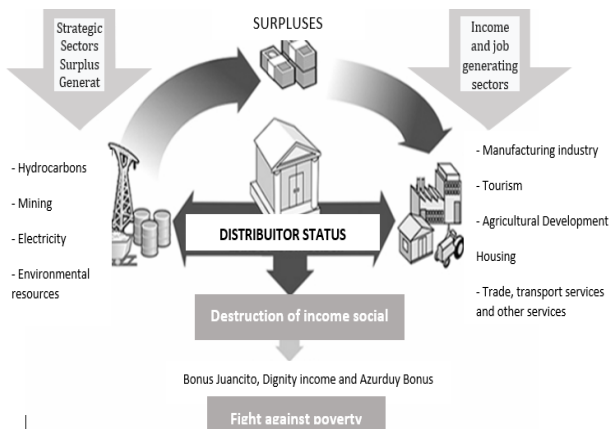 Strategic
Sectors
Surplus
Generat
SURPLUSES
Income
and job
generating
sectors
- Hydrocarbons
- Mining
- Electricity
- Environmental
resources
DISTRIBUITOR STATUS
- Manufacturing industry
- Tourism
- Agricultural Development
Housing
- Trade, transport services
and other services
Destruction of income social
Bonus Juancito, Dignity income and Azurduy Bonus
Fight against poverty